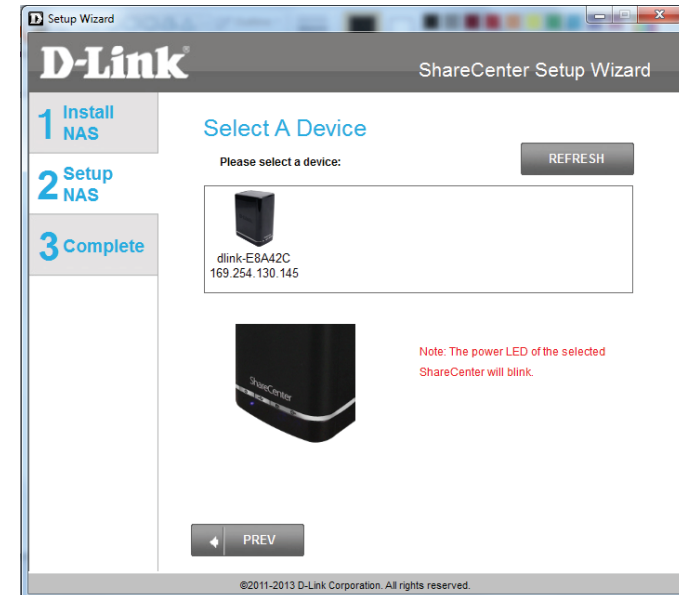 Setup Wizard
D-Link
ShareCenter Setup Wizard
1 Install
NAS
2 Setup
NAS
3 Complete
Select A Device
Please select a device:
REFRESH
dlink-E8A42C
169.254.130.145
ShareCenter
Note: The power LED of the selected
ShareCenter will blink.
PREV
©2011-2013 D-Link Corporation. All rights reserved.